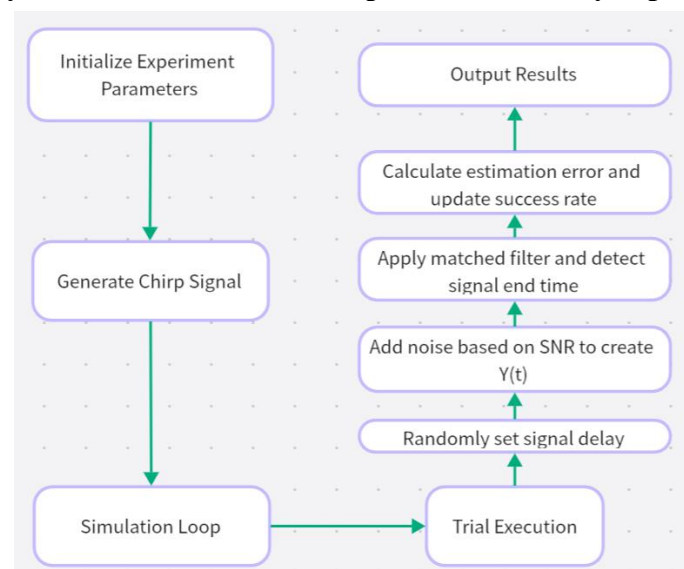 Initialize Experiment
Parameters
Generate Chirp Signal
Simulation Loop
Trial Execution
Randomly set signal delay
Add noise based on SNR to create
Y(t)
Apply matched filter and detect
signal end time
Calculate estimation error and
update success rate
Output Results